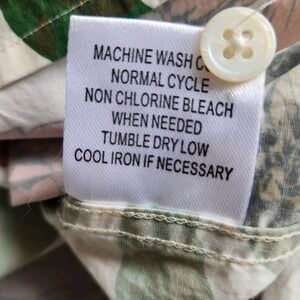 MACHINE WASH
NORMAL CYCLE
NON CHLORINE BLEACH
WHEN NEEDED
TUMBLE DRY LOW
COOL IRON IF NECESSARY